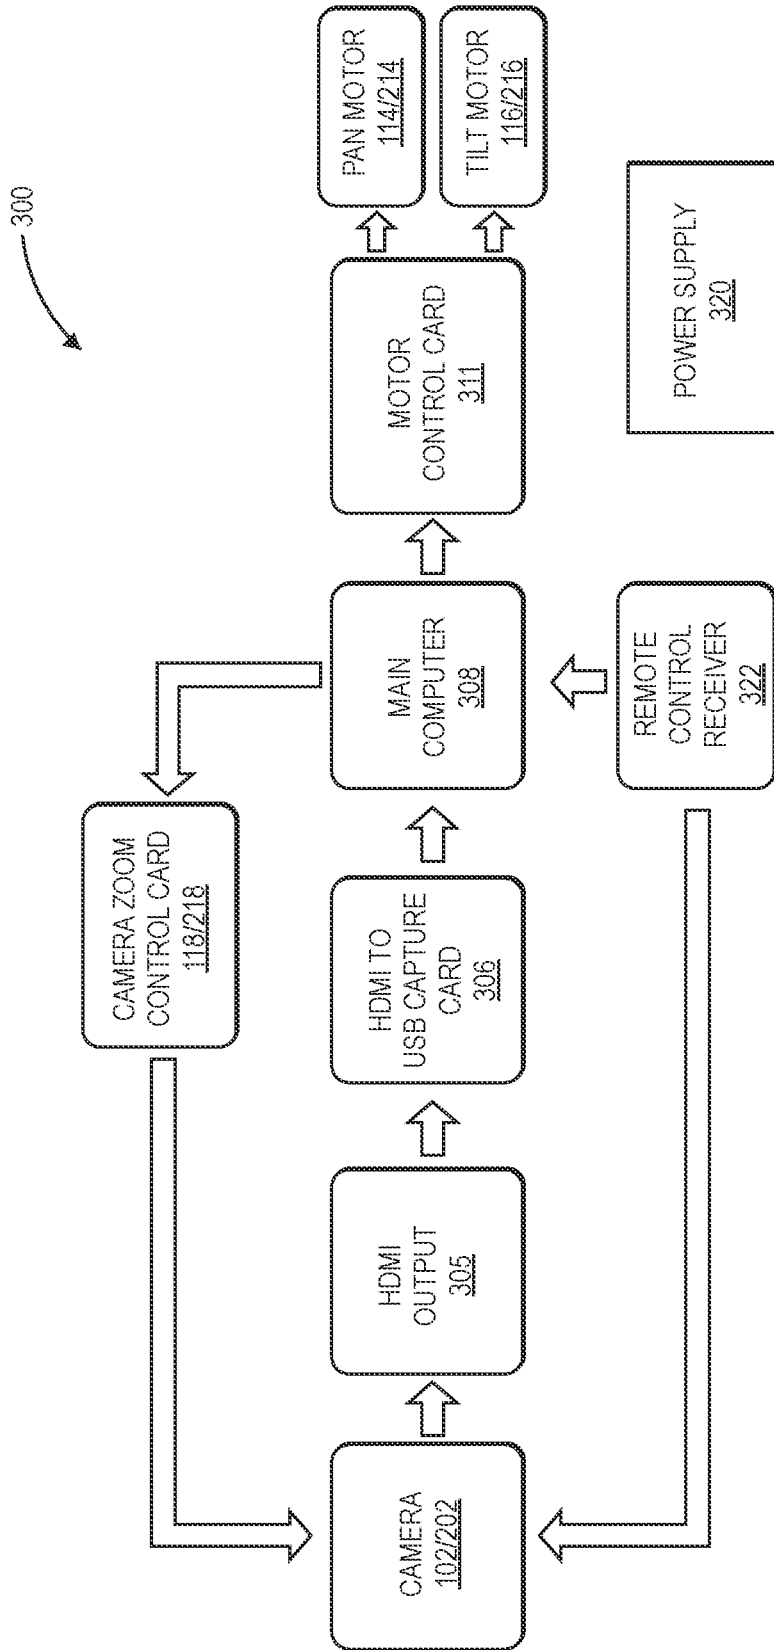 300
CAMERA ZOOM
CONTROL CARD
118/218
CAMERA
102/202
HDMI
OUTPUT
305
HDMI TO
USB CAPTURE
CARD
306
MAIN
COMPUTER
308
MOTOR
CONTROL CARD
311
PAN MOTOR
114/214
TILT MOTOR
116/216
REMOTE
CONTROL
RECEIVER
322
POWER SUPPLY
320